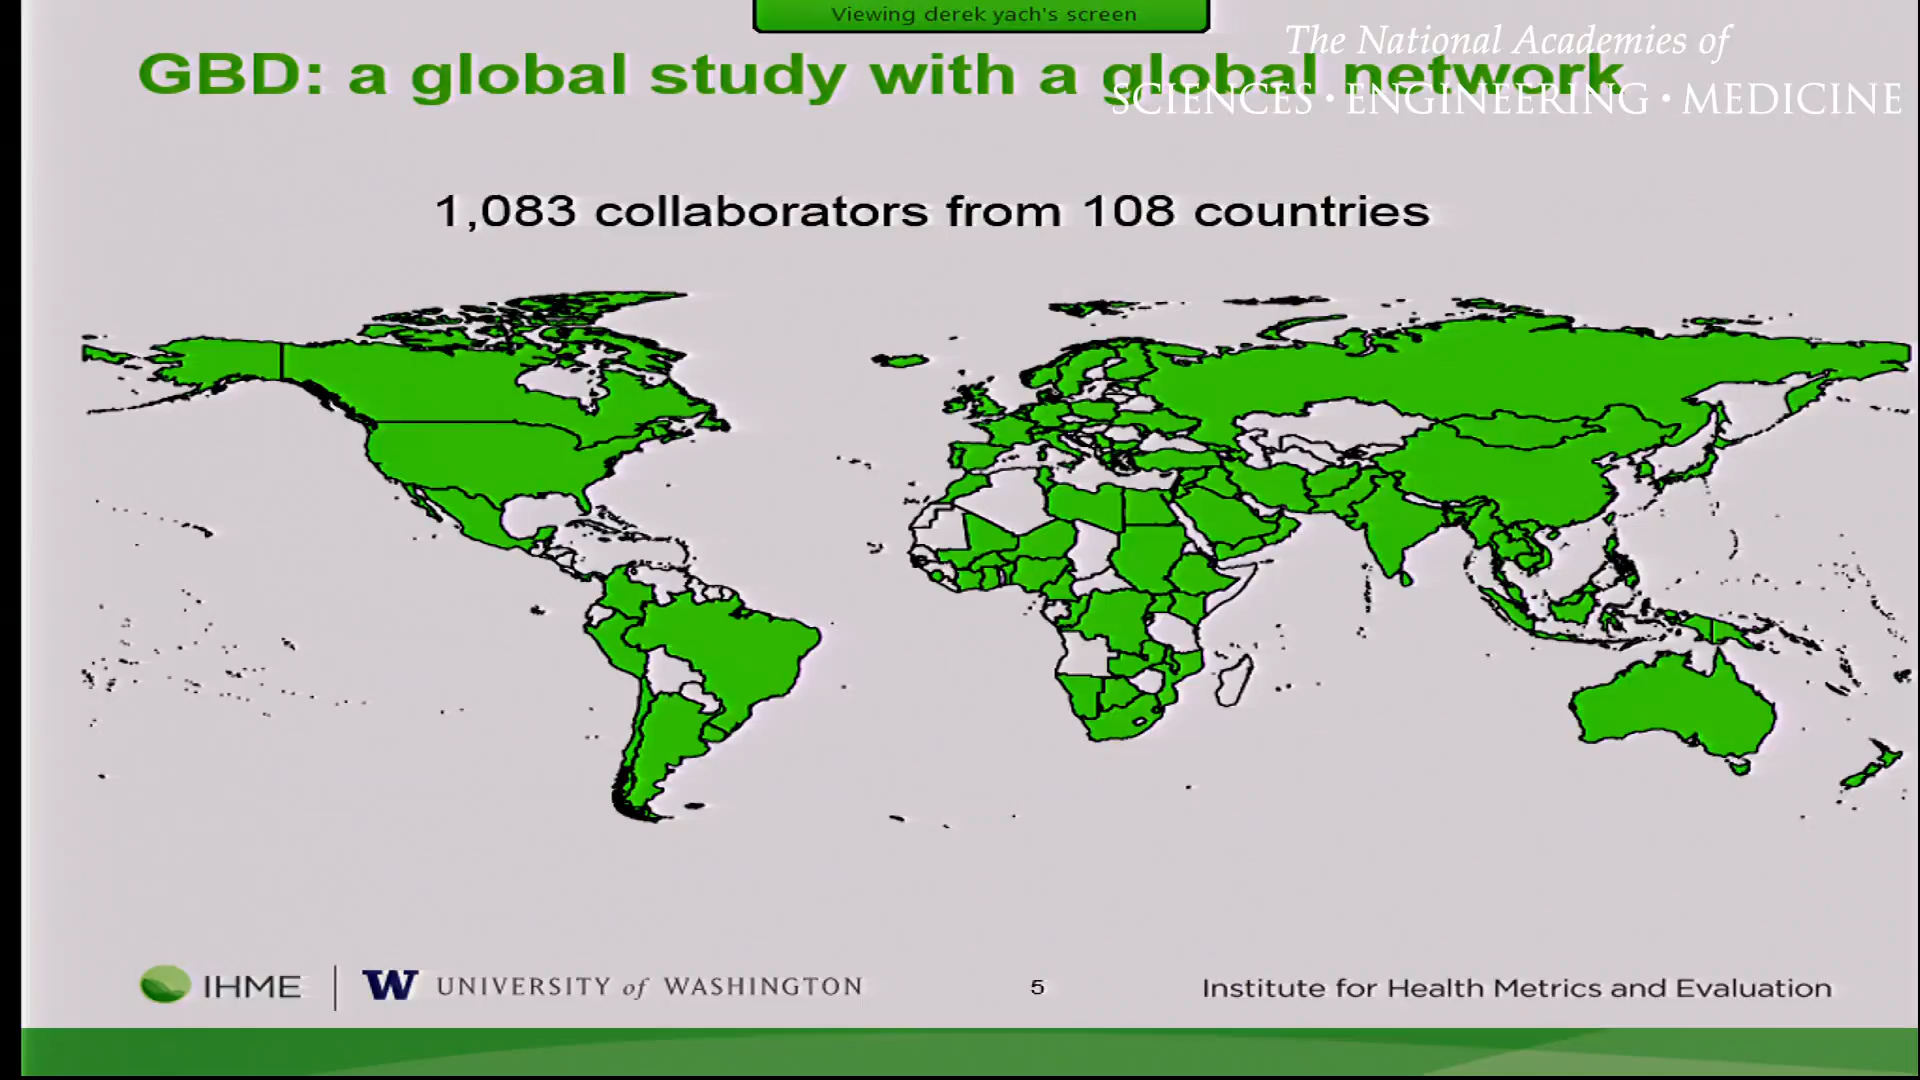 Viewing derek yach's screen
The National Academies of
SCIENCES • ENGINEERING • MEDICINE
GBD: a global study with a global network
1,083 collaborators from 108 countries
IHME
W UNIVERSITY of WASHINGTON
5
Institute for Health Metrics and Evaluation